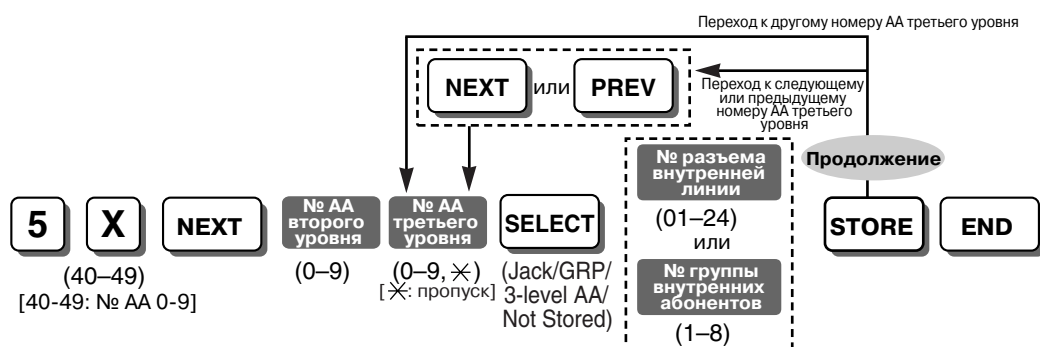 Переход к другому номеру АА третьего уровня
NEXT
или
PREV
Переход к следующему
или предыдущему
номеру АА третьего
уровня
Продолжение
№ разъема
внутренней
линии
(01–24)
или
№ группы
внутренних
абонентов
(1–8)
5
X
NEXT
(40–49)
[40-49: № АА 0-9]
№ АА
второго
уровня
(0–9)
№ АА
третьего
уровня
(0–9, ✳)
[✳: пропуск]
SELECT
(Jack/GRP/
3-level AA/
Not Stored)
STORE
END